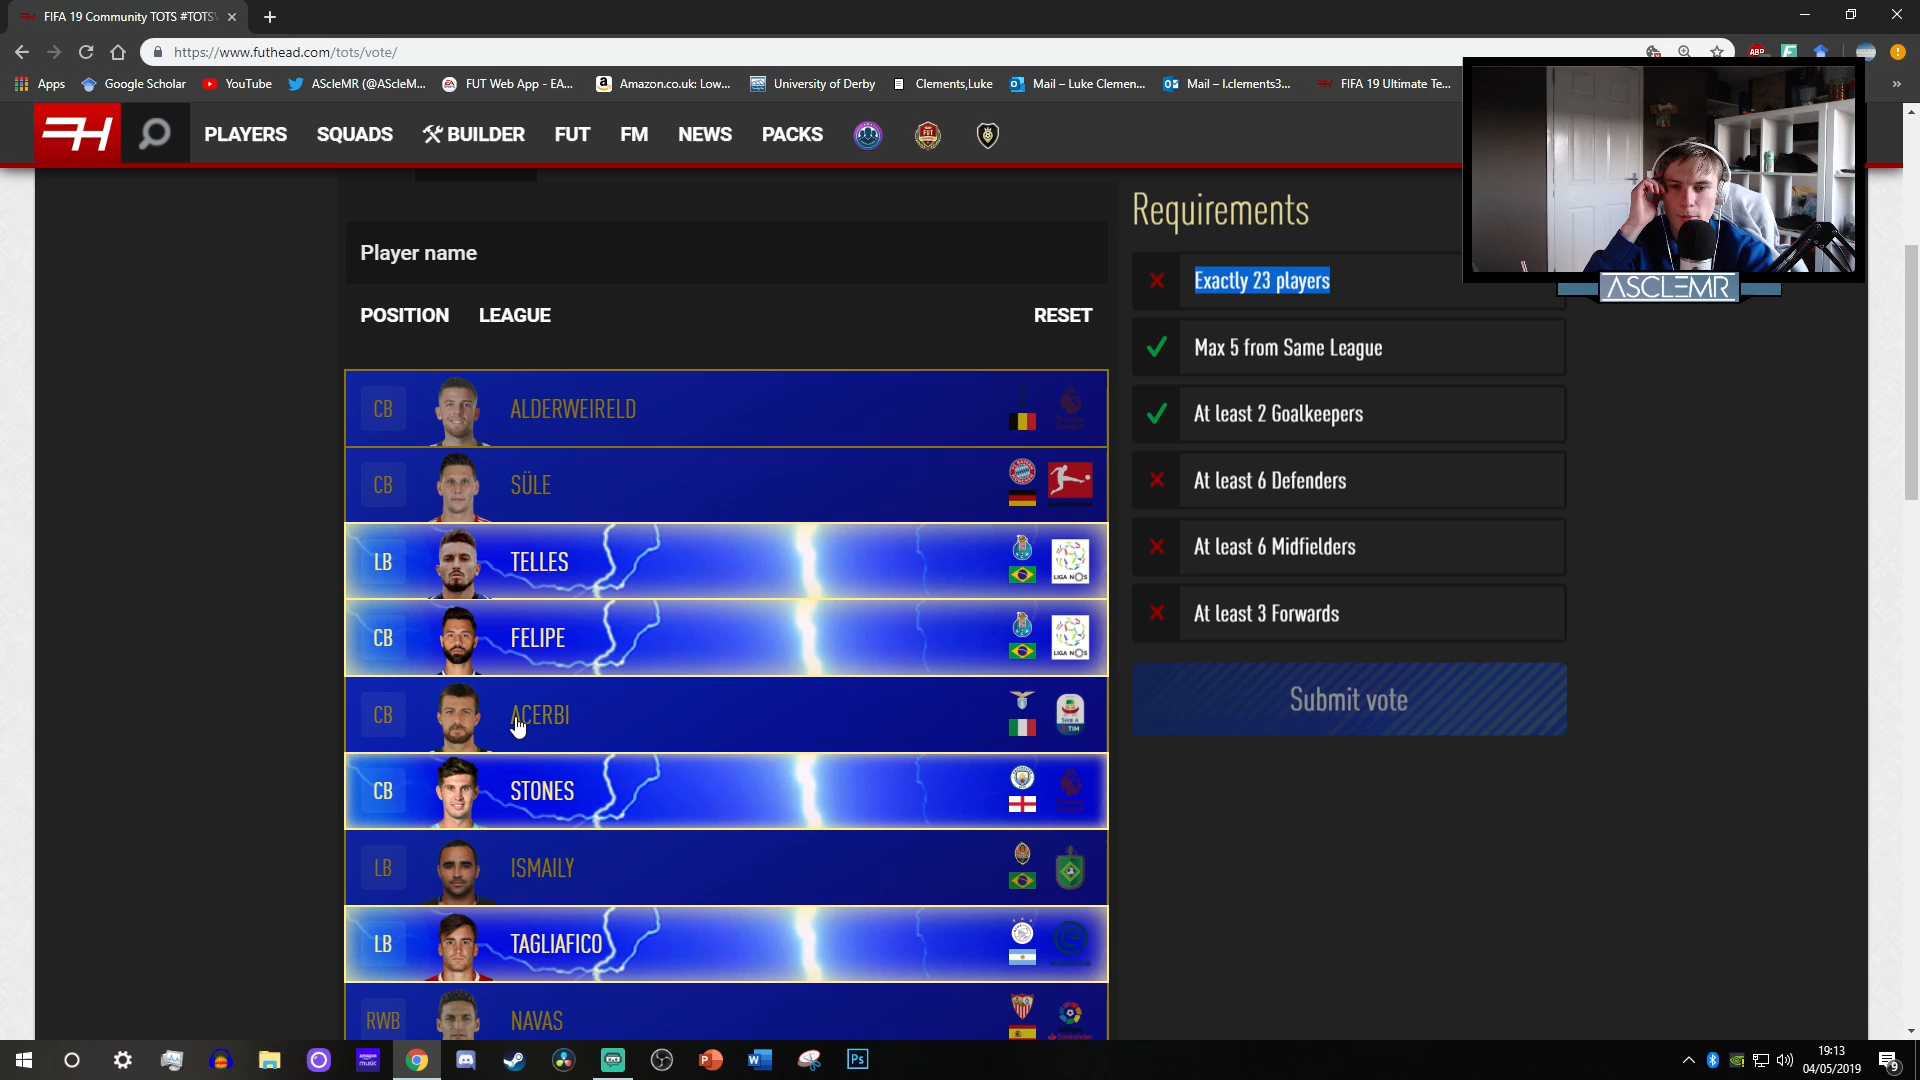 FIFA 19 Community TOTS #TOTS
https://www.futhead.com/tots/vote/
Apps
Google Scholar
YouTube
AScleMR (@AScleM...
FUT Web App - EA...
Amazon.co.uk: Low...
University of Derby
Clements,Luke
Mail – Luke Clemen...
Mail – l.clements3...
FIFA 19 Ultimate Te...
PLAYERS
SQUADS
BUILDER
FUT
FM
NEWS
PACKS
ASCLEMR
Player name
POSITION
LEAGUE
RESET
CB
ALDERWEIRELD
CB
SÜLE
LB
TELLES
LIGA NOS
CB
FELIPE
LIGA NOS
CB
ACERBI
CB
STONES
LB
ISMAILY
LB
TAGLIAFICO
RWB
NAVAS
Requirements
Exactly 23 players
Max 5 from Same League
At least 2 Goalkeepers
At least 6 Defenders
At least 6 Midfielders
At least 3 Forwards
Submit vote
19:13
04/05/2019